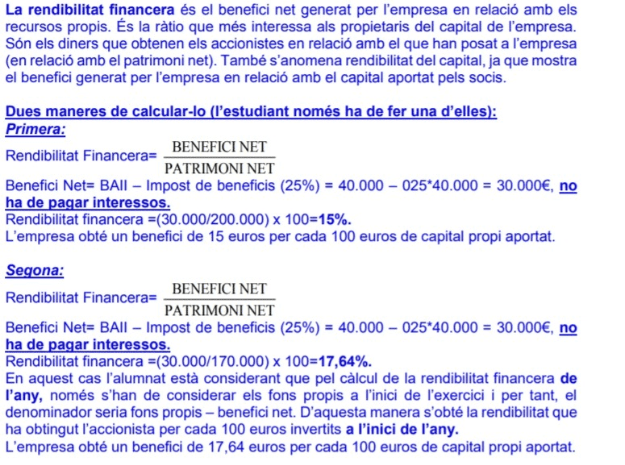 La rendibilitat financera és el benefici net generat per l'empresa en relació amb els
recursos propis. És la ràtio que més interessa als propietaris del capital de l'empresa.
Són els diners que obtenen els accionistes en relació amb el que han posat a l'empresa
(en relació amb el patrimoni net). També s'anomena rendibilitat del capital, ja que mostra
el benefici generat per l'empresa en relació amb el capital aportat pels socis.
Dues maneres de calcular-lo (l'estudiant només ha de fer una d'elles):
Primera:
Rendibilitat Financera= BENEFICI NET
PATRIMONI NET
Benefici Net= BAII – Impost de beneficis (25%) = 40.000 – 025*40.000 = 30.000€, no
ha de pagar interessos.
Rendibilitat financera =(30.000/200.000) x 100=15%.
L'empresa obté un benefici de 15 euros per cada 100 euros de capital propi aportat.
Segona:
Rendibilitat Financera= BENEFICI NET
PATRIMONI NET
Benefici Net= BAII – Impost de beneficis (25%) = 40.000 – 025*40.000 = 30.000€, no
ha de pagar interessos.
Rendibilitat financera =(30.000/170.000) x 100=17,64%.
En aquest cas l'alumnat està considerant que pel càlcul de la rendibilitat financera de
l'any, només s'han de considerar els fons propis a l'inici de l'exercici i per tant, el
denominador seria fons propis – benefici net. D'aquesta manera s'obté la rendibilitat que
ha obtingut l'accionista per cada 100 euros invertits a l'inici de l'any.
L'empresa obté un benefici de 17,64 euros per cada 100 euros de capital propi aportat.